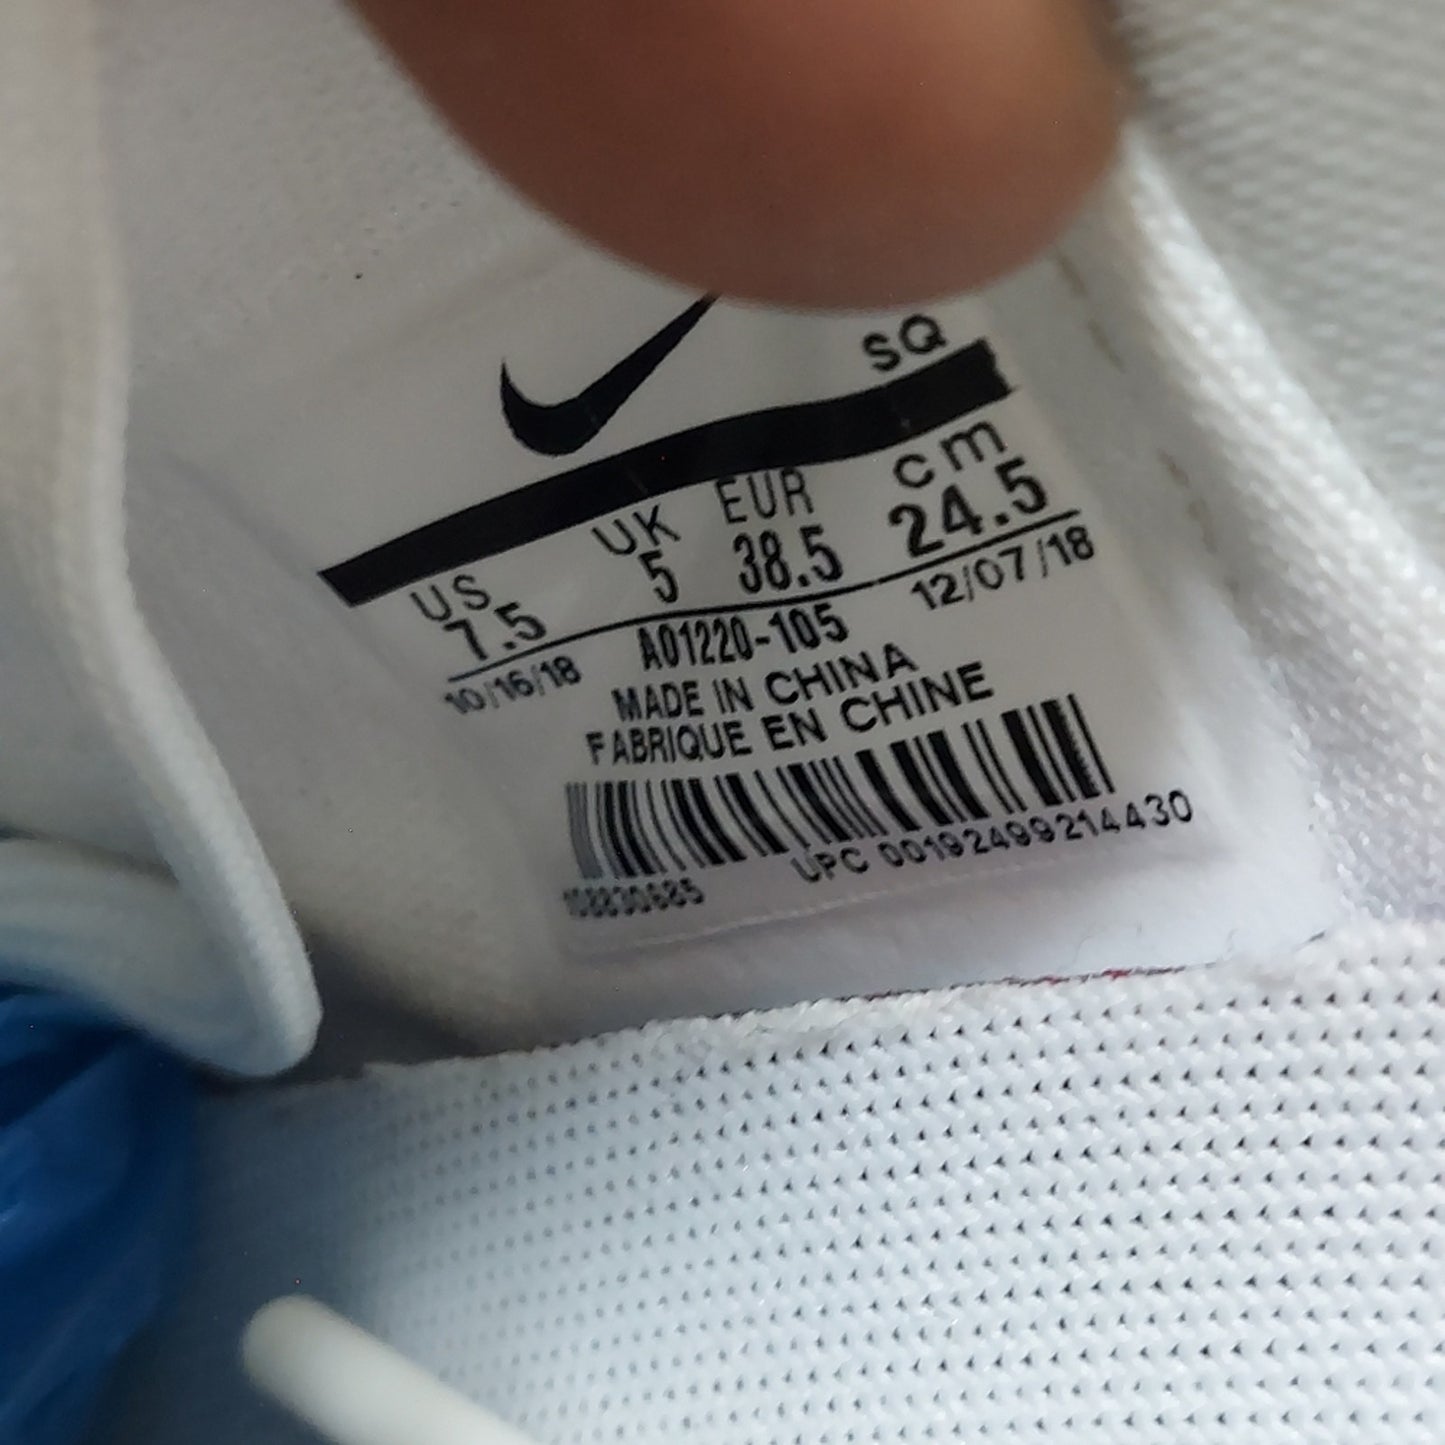 SQ
US UK EUR cm
7.5 5 38.5 24.5
10/16/18 A01220-105 12/07/18
MADE IN CHINA
FABRIQUE EN CHINE
UPC 00192499214430
108830685